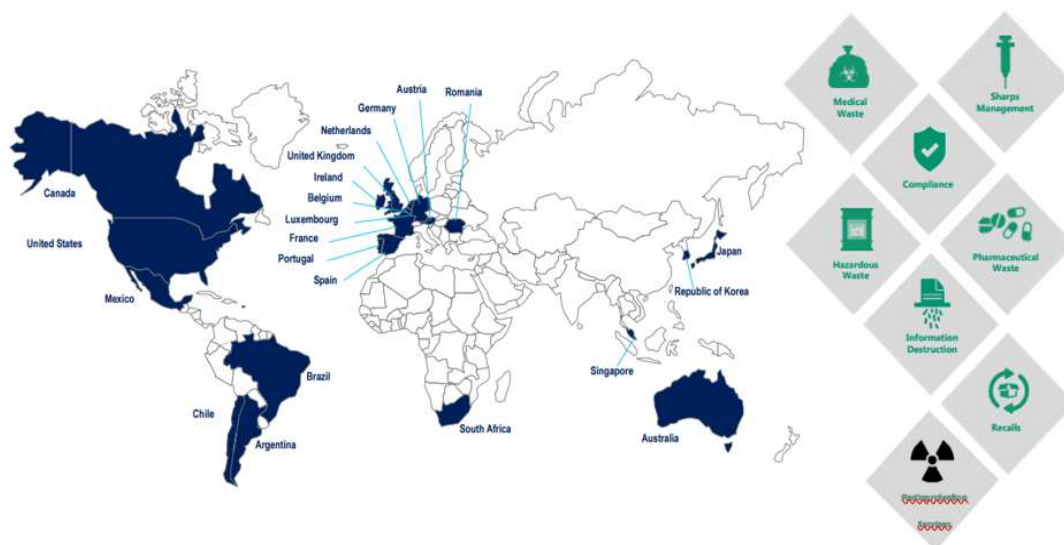 Austria
Romania
Germany
Netherlands
United Kingdom
Ireland
Belgium
Luxembourg
France
Portugal
Spain
Canada
United States
Mexico
Brazil
Chile
Argentina
South Africa
Japan
Republic of Korea
Singapore
Australia
Medical
Waste
Sharps
Management
Compliance
Hazardous
Waste
Pharmaceutical
Waste
Information
Destruction
Recalls
Services